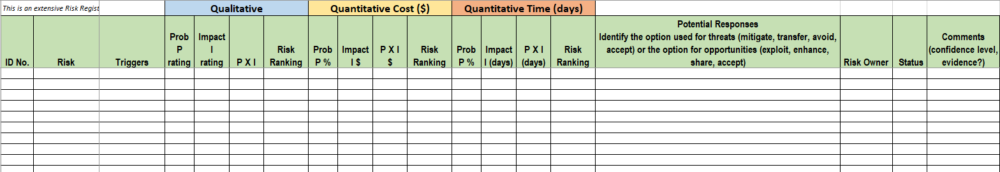 This is an extensive Risk Regist
Qualitative
Quantitative Cost ($)
Quantitative Time (days)
ID No.
Risk
Triggers
Prob
P
rating
Impact
I
rating
P X I
Risk
Ranking
Prob
P %
Impact
I $
P X I
$
Risk
Ranking
Prob
P %
Impact
I (days)
P X I
(days)
Risk
Ranking
Potential Responses
Identify the option used for threats (mitigate, transfer, avoid,
accept) or the option for opportunities (exploit, enhance,
share, accept)
Risk Owner
Status
Comments
(confidence level,
evidence?)